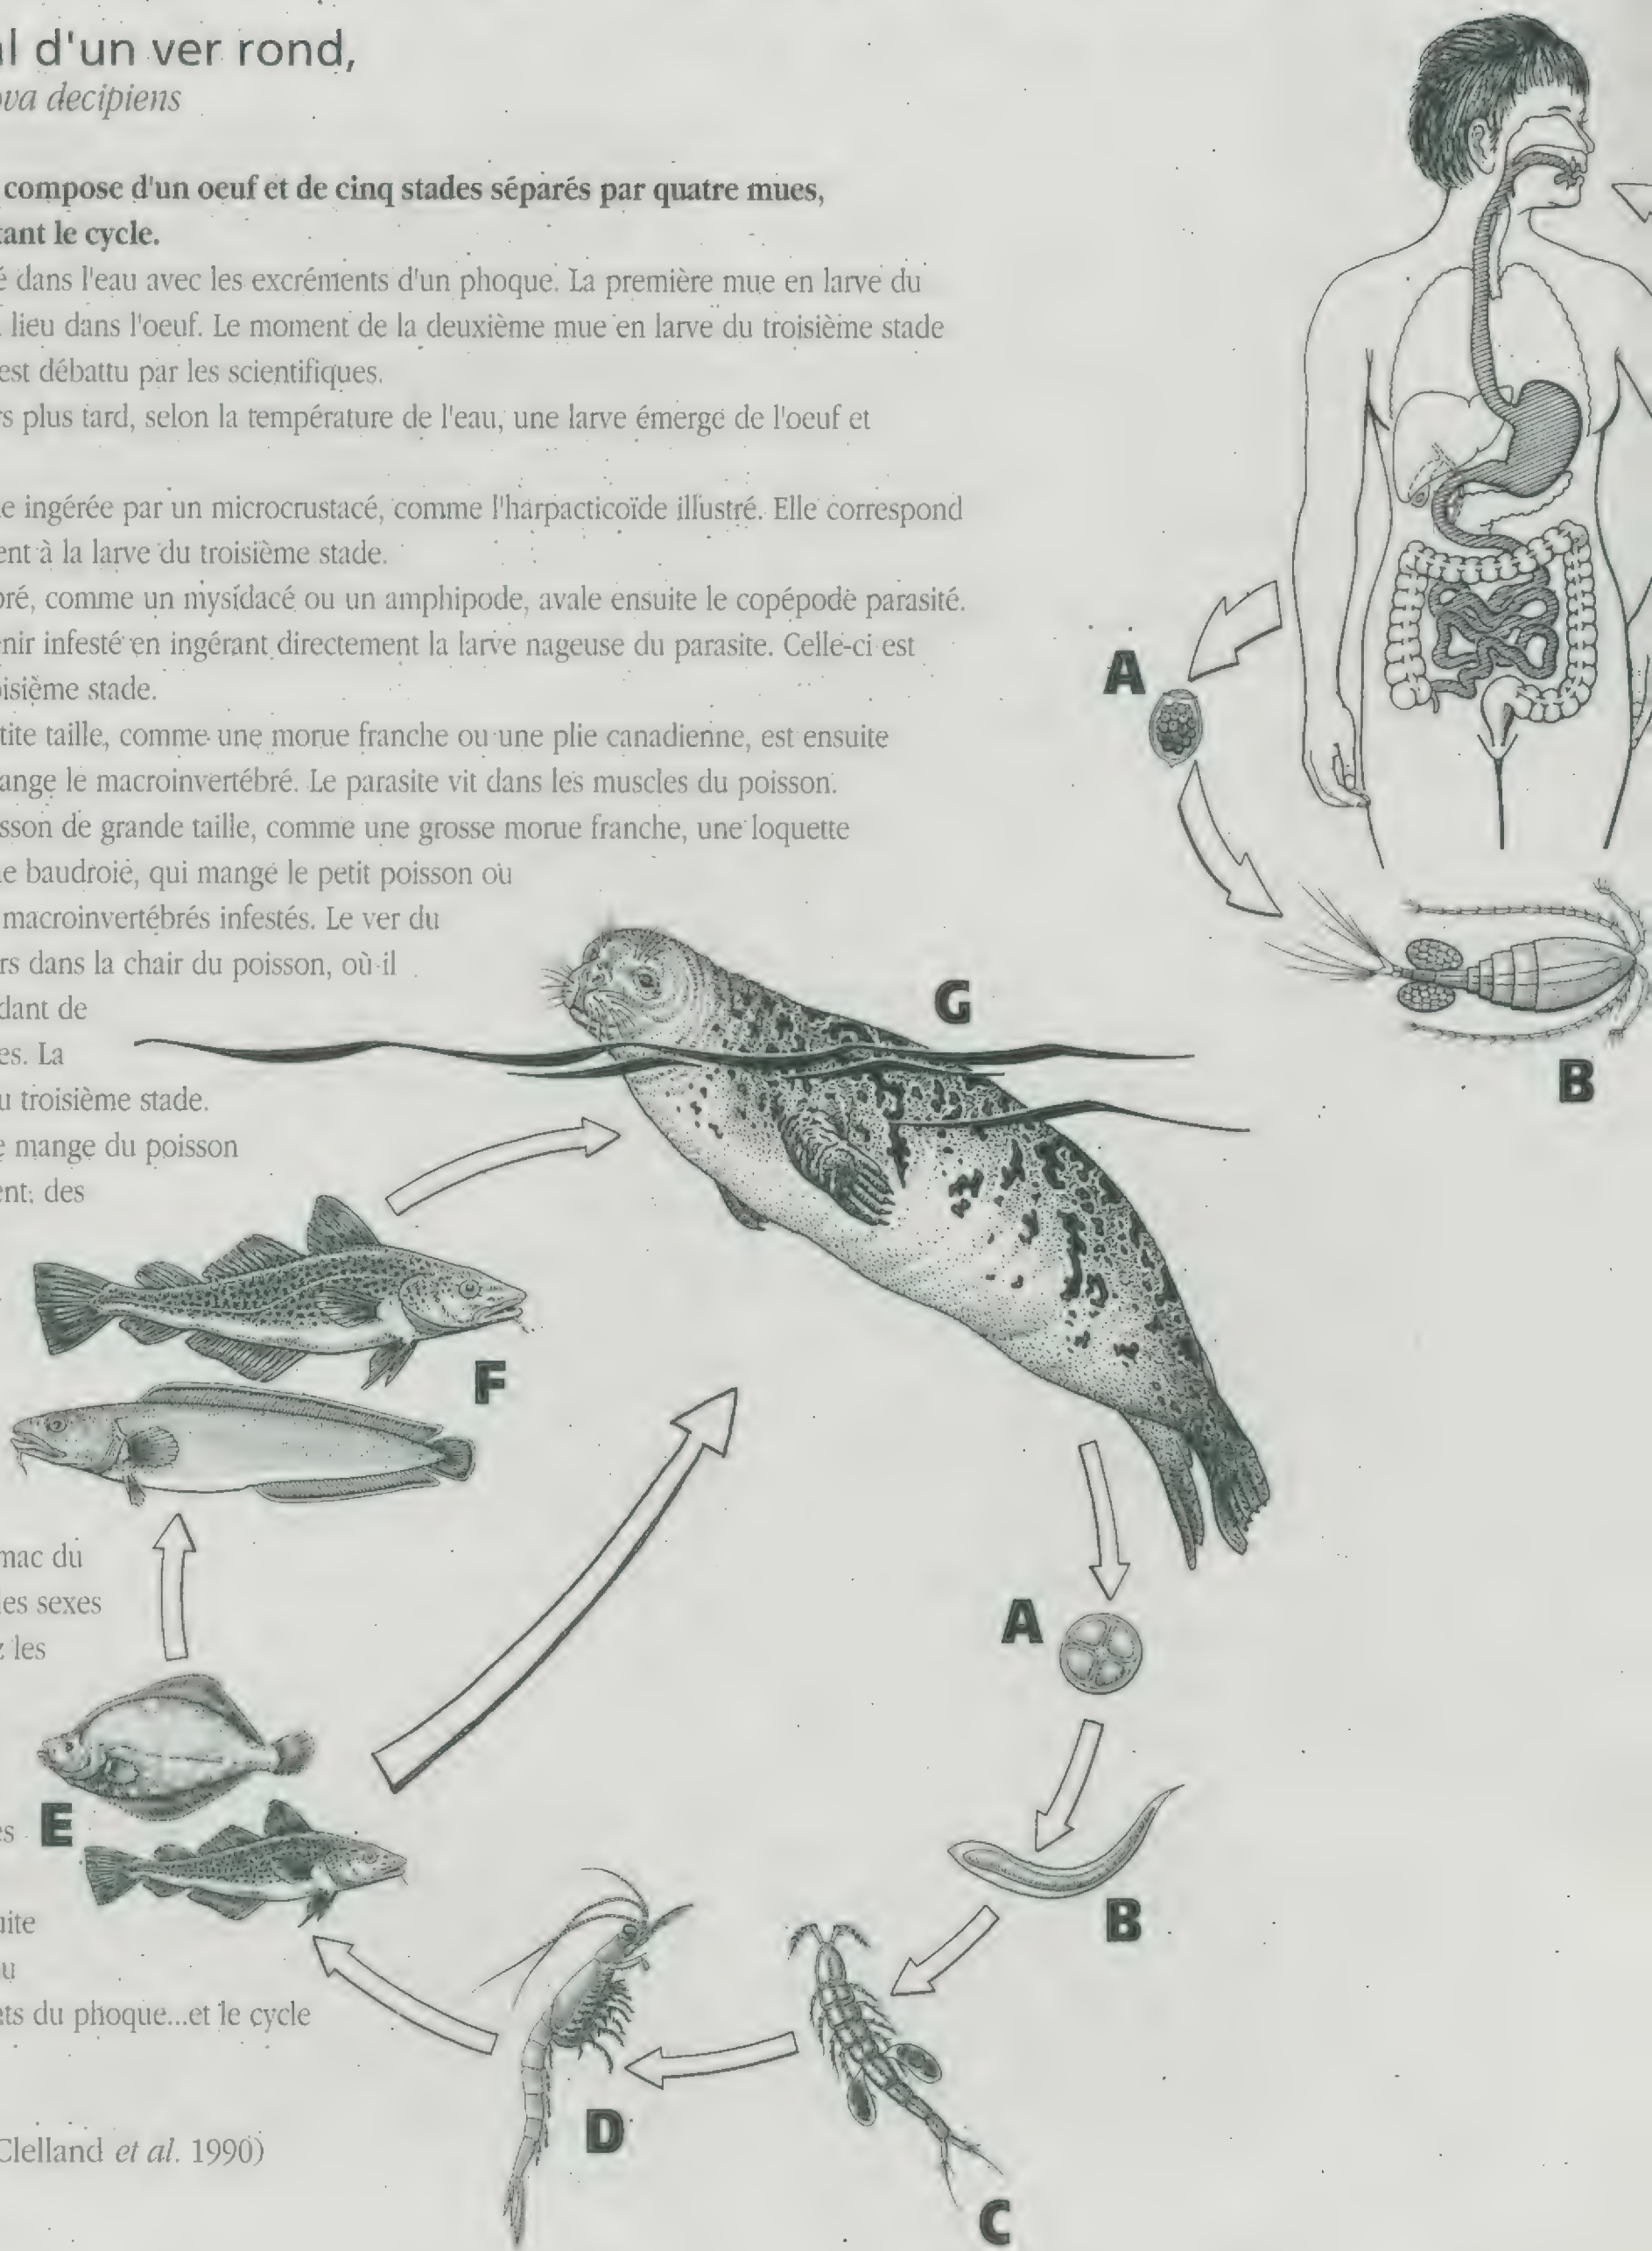 l d'un ver rond,
ova decipiens
compose d'un oeuf et de cinq stades séparés par quatre mues,
tant le cycle.
é dans l'eau avec les excréments d'un phoque. La première mue en larve du
lieu dans l'oeuf. Le moment de la deuxième mue en larve du troisième stade
est débattu par les scientifiques.
rs plus tard, selon la température de l'eau, une larve émerge de l'oeuf et
e ingérée par un microcrustacé, comme l'harpacticoïde illustré. Elle correspond
ent à la larve du troisième stade.
bré, comme un mysidacé ou un amphipode, avale ensuite le copépode parasité.
enir infesté en ingérant directement la larve nageuse du parasite. Celle-ci est
oisième stade.
tite taille, comme une morue franche ou une plie canadienne, est ensuite
ange le macroinvertébré. Le parasite vit dans les muscles du poisson.
sson de grande taille, comme une grosse morue franche, une loquette
e baudroie, qui mange le petit poisson ou
macroinvertébrés infestés. Le ver du
rs dans la chair du poisson, où il
dant de
es. La
u troisième stade.
e mange du poisson
ent, des
mac du
les sexes
z les
es
uite
u
ts du phoque...et le cycle
Clelland et al. 1990)
A
B
G
F
A
E
B
D
C